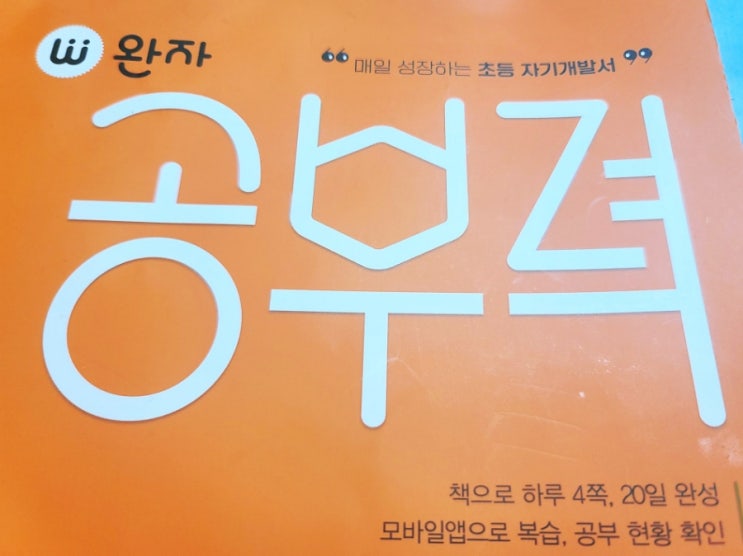 완자
“매일 성장하는 초등 자기개발서”
공부력
책으로 하루 4쪽, 20일 완성
모바일앱으로 복습, 공부 현황 확인